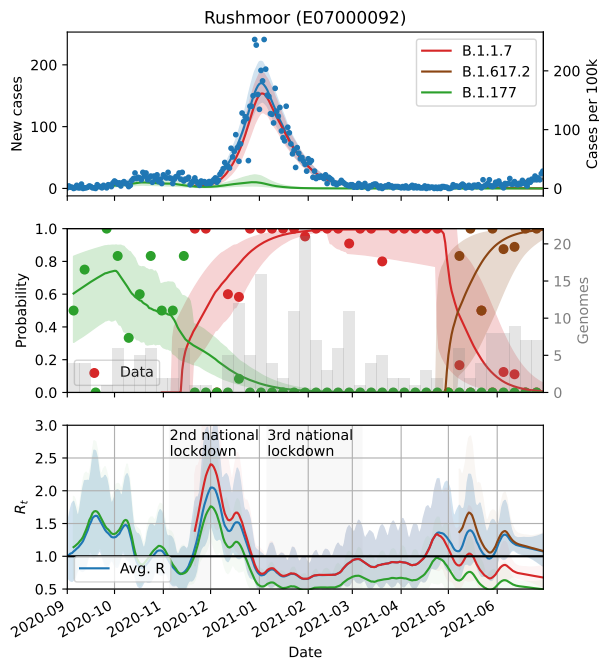 Rushmoor (E07000092)
New cases
200
100
0
B.1.1.7
B.1.617.2
B.1.177
200
100
0
Cases per 100k
Probability
1.0
0.8
0.6
0.4
0.2
0.0
Data
20
15
10
5
0
Genomes
R_t
3.0
2.5
2.0
1.5
1.0
0.5
2nd national
lockdown
3rd national
lockdown
Avg. R
2020-09
2020-10
2020-11
2020-12
2021-01
2021-02
2021-03
2021-04
2021-05
2021-06
Date